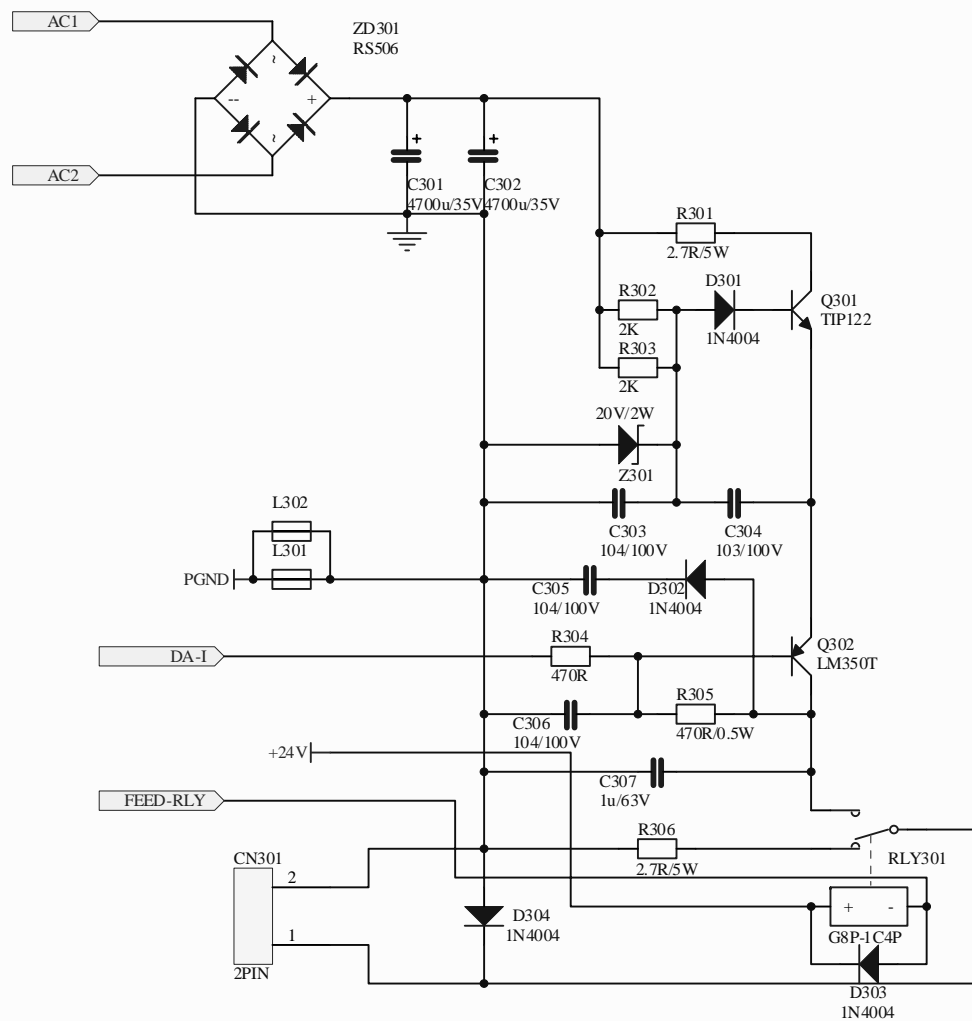 AC1
ZD301
RS506
~
-- +
~
AC2
+ +
C301 C302
4700u/35V 4700u/35V
R301
2.7R/5W
D301
1N4004
Q301
TIP122
R302
2K
R303
2K
20V/2W
Z301
C303
104/100V
C304
103/100V
L302
L301
PGND
C305
104/100V
D302
1N4004
DA-I
R304
470R
Q302
LM350T
C306
104/100V
R305
470R/0.5W
+24V
C307
1u/63V
FEED-RLY
R306
2.7R/5W
RLY301
CN301
2
1
2PIN
D304
1N4004
+ -
G8P-1C4P
D303
1N4004